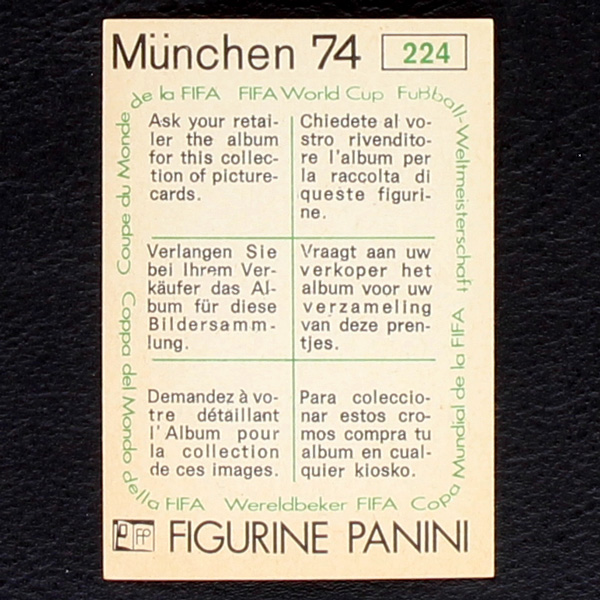 München 74
224
de la FIFA
FIFA World Cup
Fußball-Weltmeisterschaft
Ask your retai-
ler the album
for this collec-
tion of picture-
cards.
Chiedete al vo-
stro rivendito-
re l'album per
la raccolta di
queste figuri-
ne.
Verlangen Sie
bei Ihrem Ver-
käufer das Al-
bum für diese
Bildersamm-
lung.
Vraagt aan uw
verkoper het
album voor uw
verzameling
van deze pren-
tjes.
Demandez à vo-
tre détaillant
l'Album pour
la collection
de ces images.
Para coleccio-
nar estos cro-
mos compra tu
album en cual-
quier kiosko.
Coupe du Monde
Coppa del Mondo
della FIFA
Wereldbeker FIFA
Copa Mundial de la FIFA
FP
FIGURINE PANINI